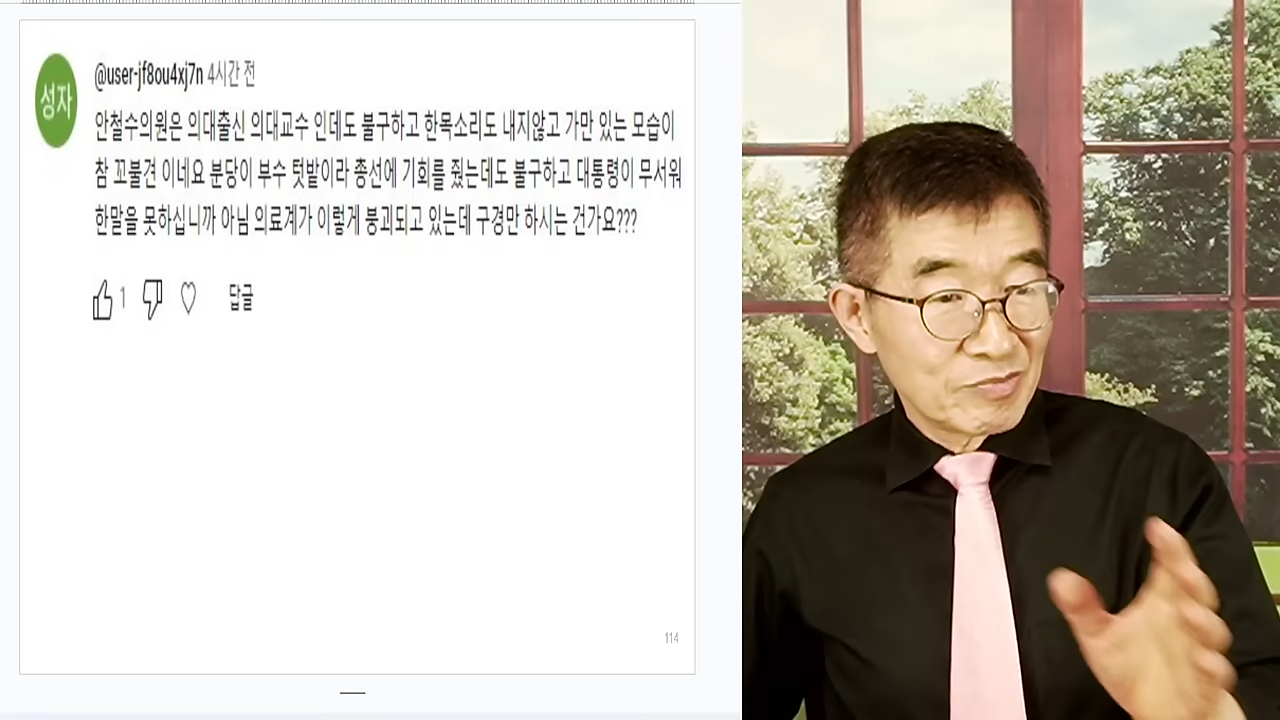 성자
@user-jf8ou4xj7n 4시간 전
안철수의원은 의대출신 의대교수 인데도 불구하고 한목소리도 내지않고 가만 있는 모습이
참 꼬불견 이네요 분당이 부수 텃밭이라 총선에 기회를 줬는데도 불구하고 대통령이 무서워
한말을 못하십니까 아님 의료계가 이렇게 붕괴되고 있는데 구경만 하시는 건가요???
1 답글
114